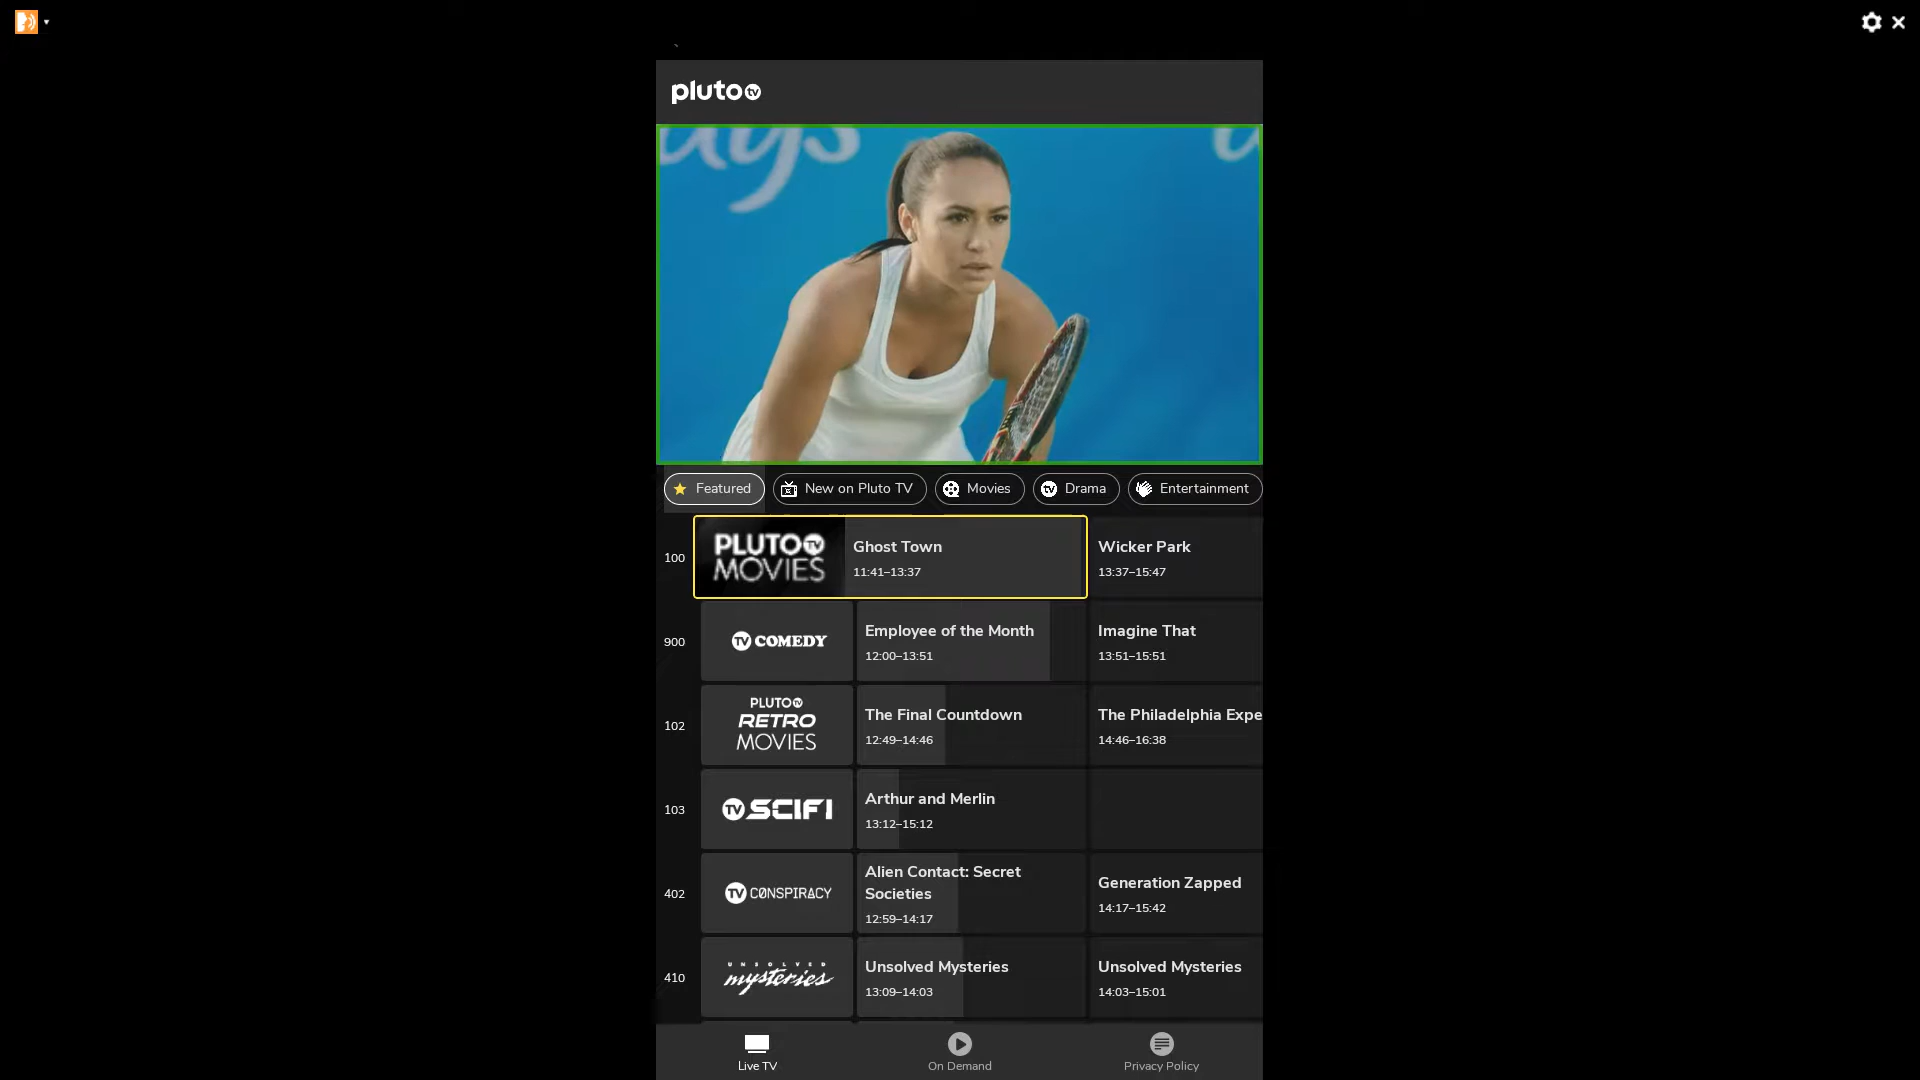 pluto tv
ays
Featured
New on Pluto TV
Movies
Drama
Entertainment
100
PLUTO TV
MOVIES
Ghost Town
11:41–13:37
Wicker Park
13:37–15:47
900
TV COMEDY
Employee of the Month
12:00–13:51
Imagine That
13:51–15:51
102
PLUTO TV
RETRO
MOVIES
The Final Countdown
12:49–14:46
The Philadelphia Expe
14:46–16:38
103
TV SCIFI
Arthur and Merlin
13:12–15:12
402
TV CONSPIRACY
Alien Contact: Secret
Societies
12:59–14:17
Generation Zapped
14:17–15:42
410
UNSOLVED
mysteries
Unsolved Mysteries
13:09–14:03
Unsolved Mysteries
14:03–15:01
Live TV
On Demand
Privacy Policy